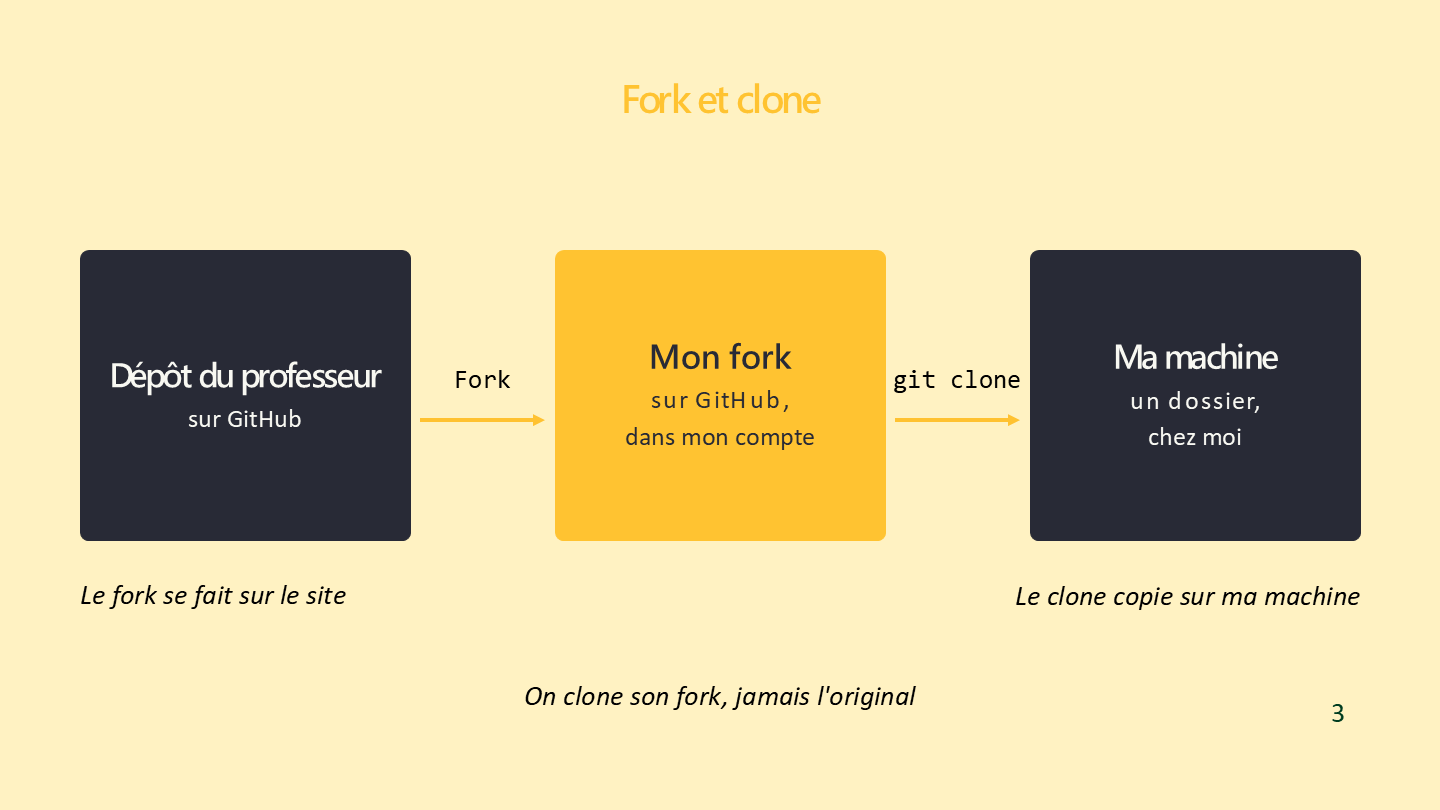 Fork et clone
Dépôt du professeur
sur GitHub
Fork
Mon fork
sur GitHub,
dans mon compte
git clone
Ma machine
un dossier,
chez moi
Le fork se fait sur le site
Le clone copie sur ma machine
On clone son fork, jamais l'original
3